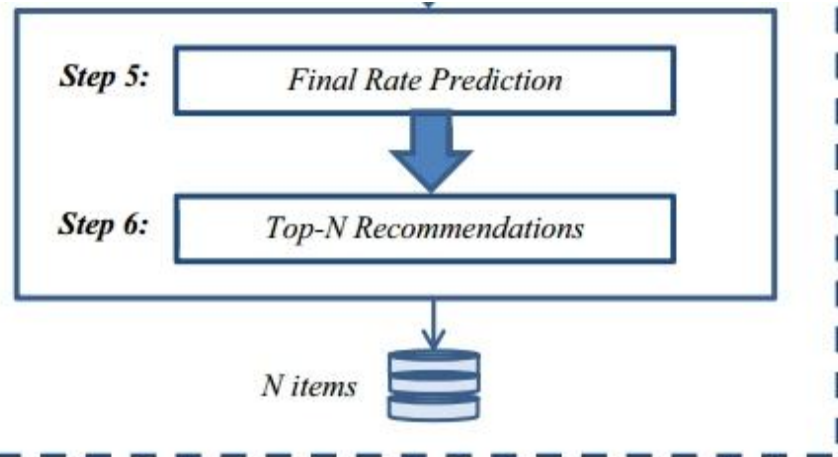 Step 5: Final Rate Prediction
Step 6: Top-N Recommendations
N items